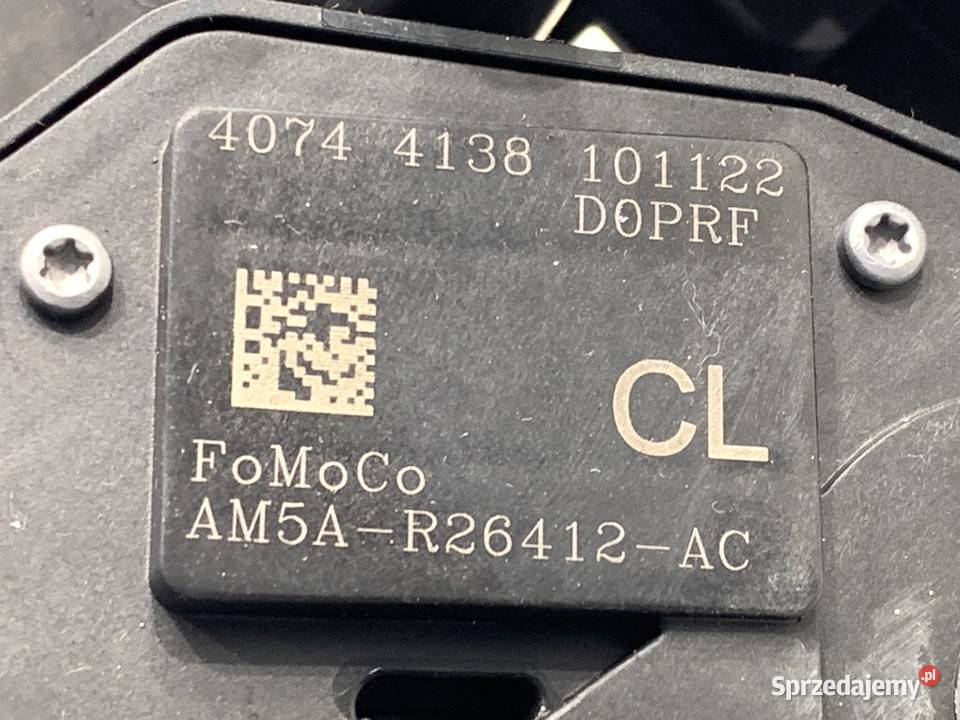 4074 4138 101122
D0PRF
CL
FoMoCo
AM5A-R26412-AC
Sprzedajemy.pl